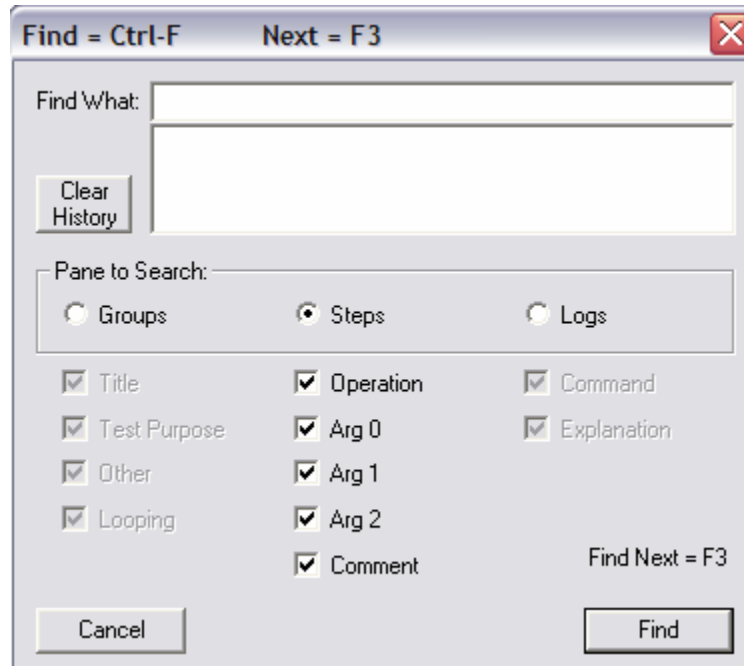 Find = Ctrl-F Next = F3
Find What:
Clear
History
Pane to Search:
Groups Steps Logs
Title Operation Command
Test Purpose Arg 0 Explanation
Other Arg 1
Looping Arg 2
Comment Find Next = F3
Cancel Find